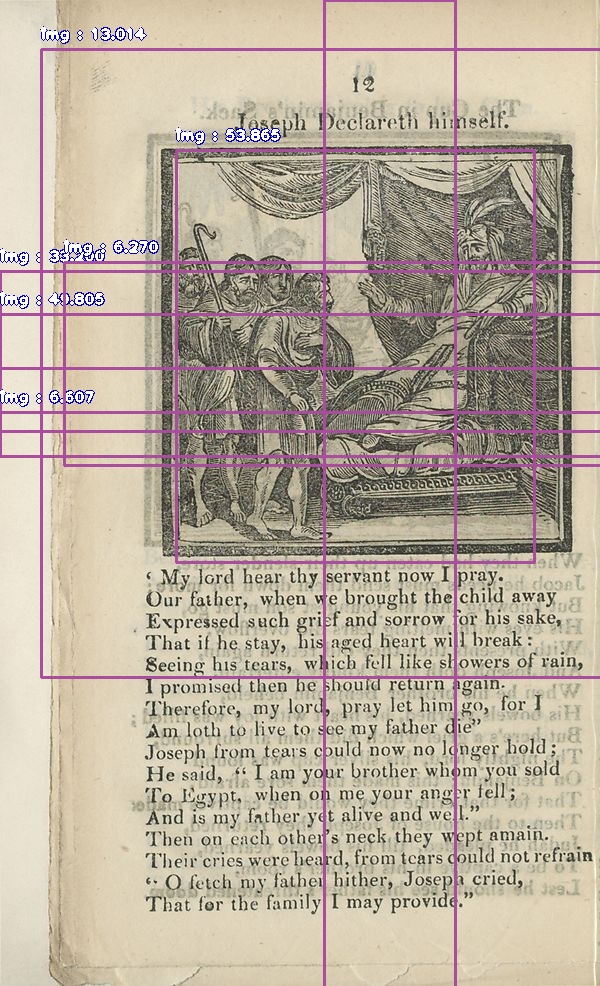 img : 13.014
12
Joseph Declareth himself.
img : 53.865
img : 6.270
img : 49.805
img : 6.607
‘ My lord hear thy servant now I pray.
Our father, when we brought the child away
Expressed such grief and sorrow for his sake,
That if he stay, his aged heart will break :
Seeing his tears, which fell like showers of rain,
I promised then he should return again.
Therefore, my lord, pray let him go, for I
Am loth to live to see my father die”
Joseph from tears could now no longer hold ;
He said, “ I am your brother whom you sold
To Egypt, when on me your anger fell ;
And is my father yet alive and well.”
Then on each other's neck they wept amain.
Their cries were heard, from tears could not refrain
“ O fetch my father hither, Joseph cried,
That for the family I may provide.”